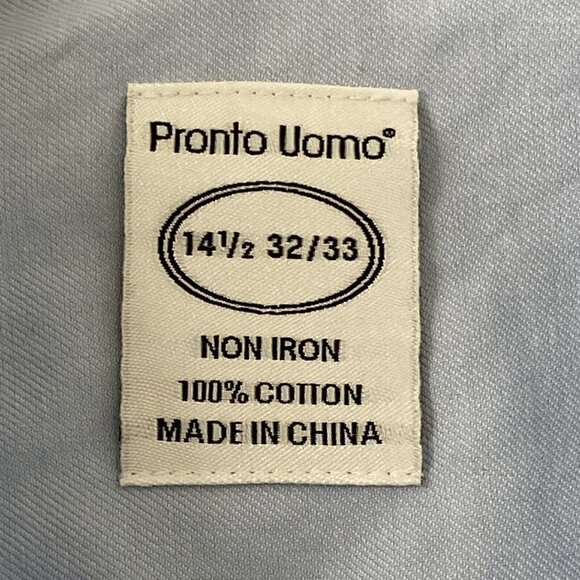 Pronto Uomo®
14½ 32/33
NON IRON
100% COTTON
MADE IN CHINA